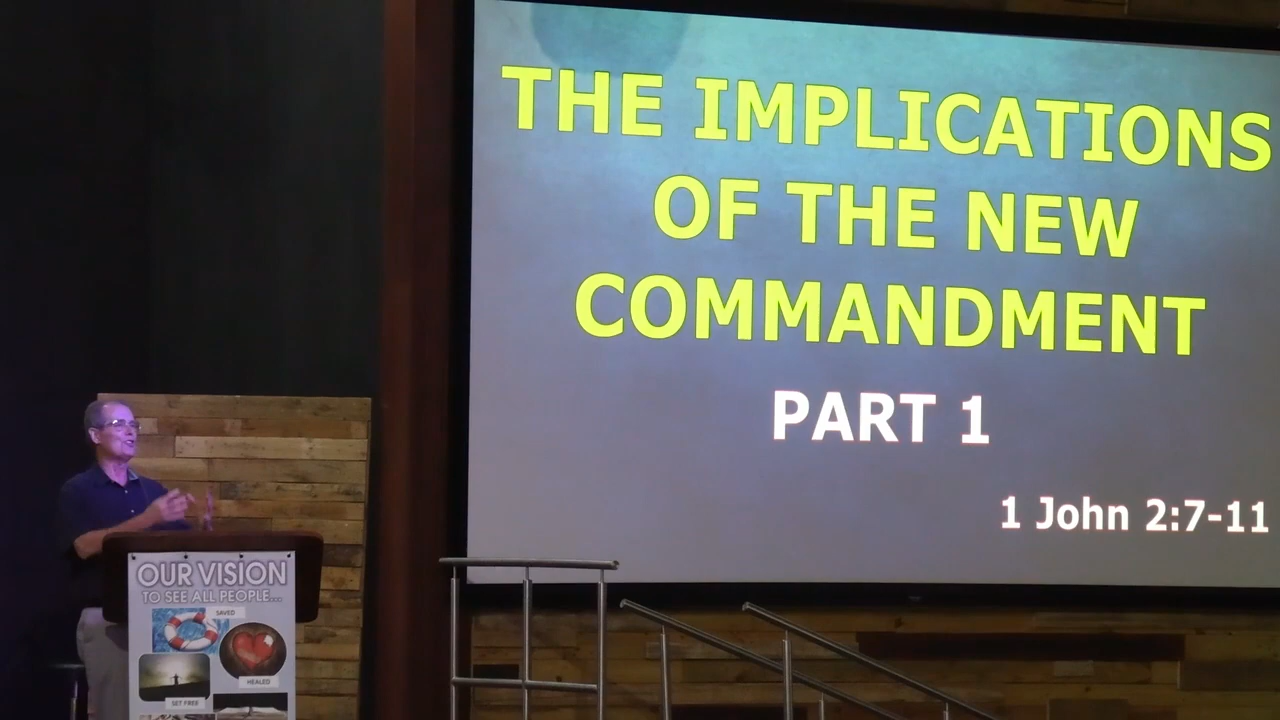 THE IMPLICATIONS
OF THE NEW
COMMANDMENT
PART 1
1 John 2:7-11
OUR VISION
TO SEE ALL PEOPLE...
SAVED
HEALED
SET FREE